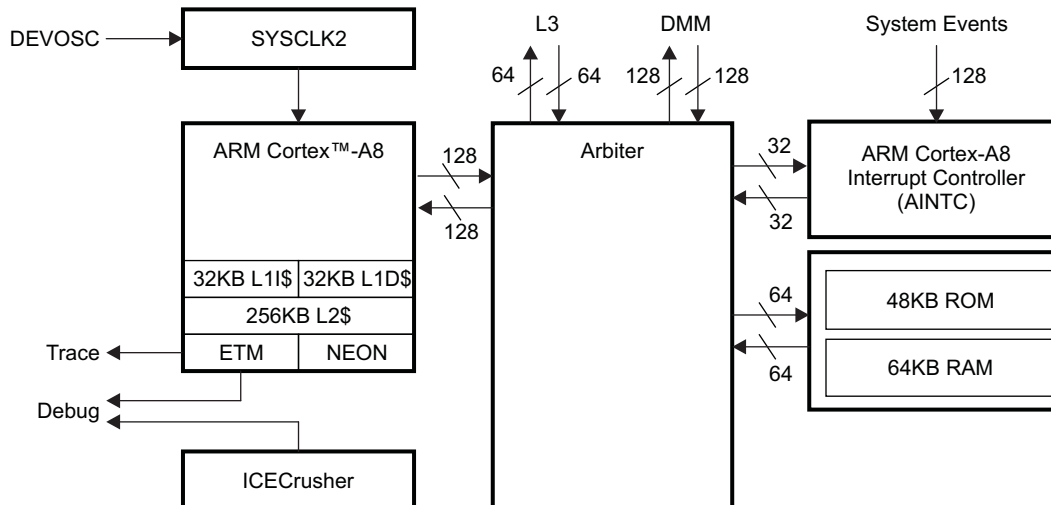 DEVOSC
SYSCLK2
L3
DMM
System Events
64
64
128
128
128
ARM Cortex™-A8
Arbiter
ARM Cortex-A8
Interrupt Controller
(AINTC)
128
128
32
32
32KB L1I$
32KB L1D$
256KB L2$
ETM
NEON
64
64
48KB ROM
64KB RAM
Trace
Debug
ICECrusher